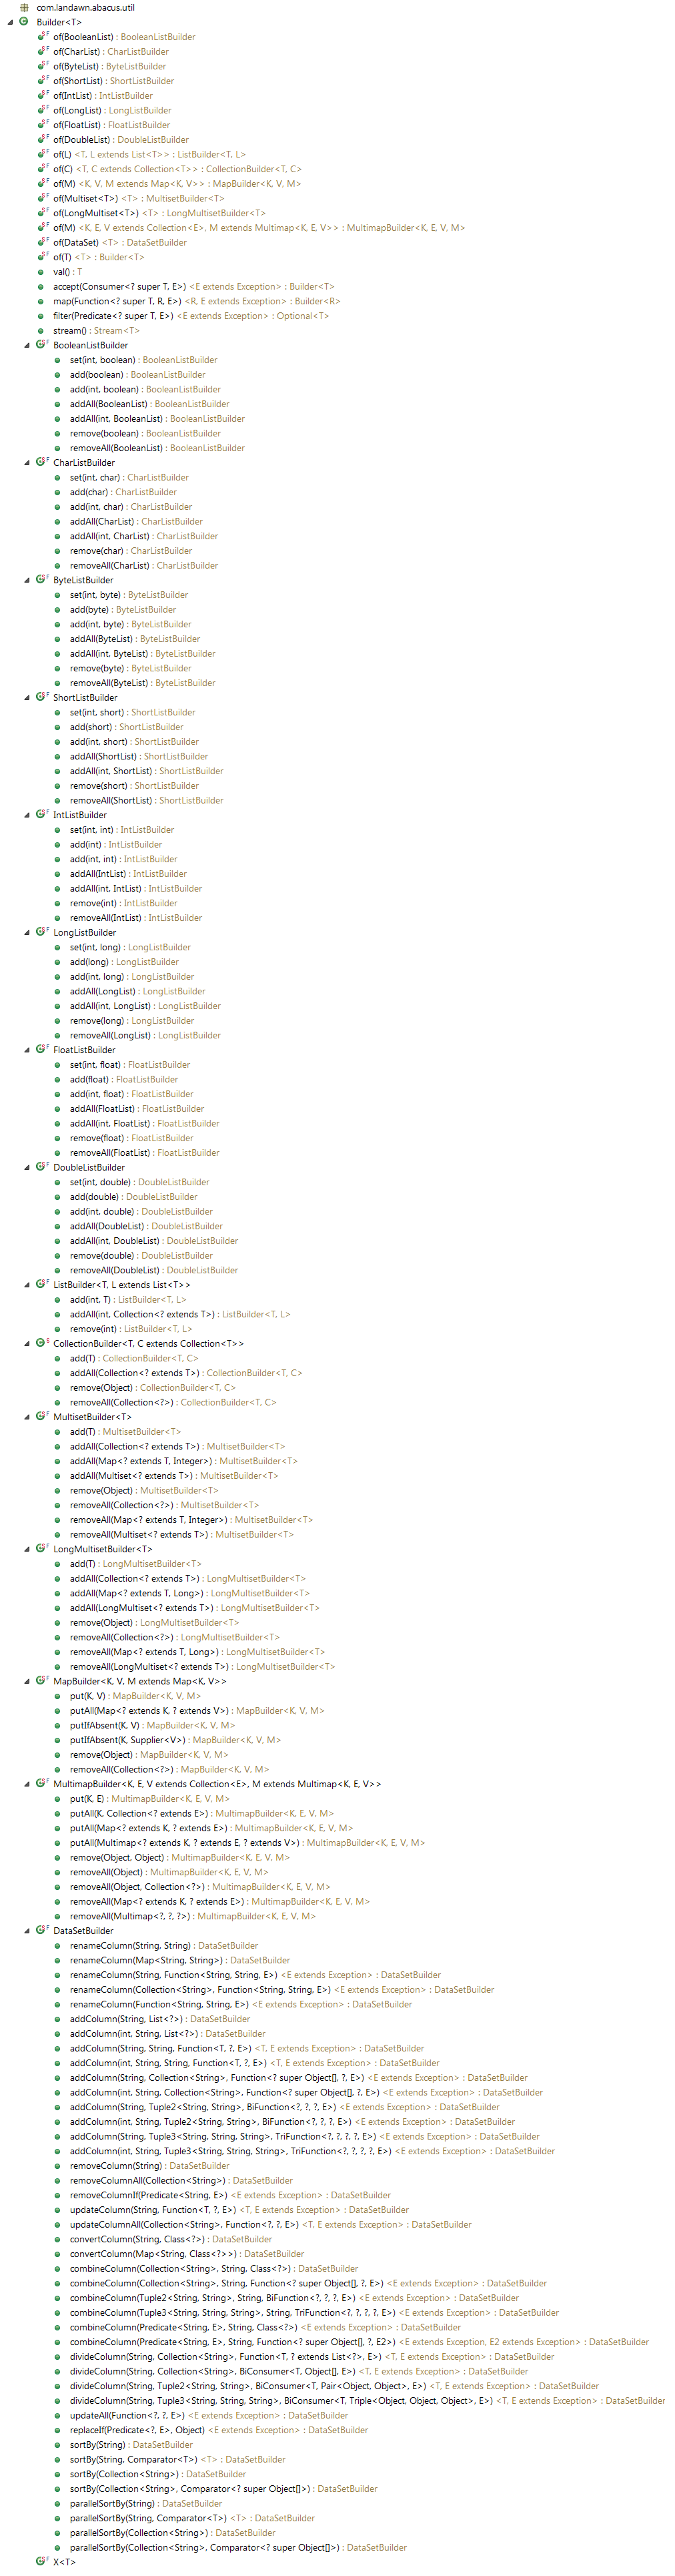 com.landawn.abacus.util
Builder<T>
of(BooleanList) : BooleanListBuilder
of(CharList) : CharListBuilder
of(ByteList) : ByteListBuilder
of(ShortList) : ShortListBuilder
of(IntList) : IntListBuilder
of(LongList) : LongListBuilder
of(FloatList) : FloatListBuilder
of(DoubleList) : DoubleListBuilder
of(L) <T, L extends List<T>> : ListBuilder<T, L>
of(C) <T, C extends Collection<T>> : CollectionBuilder<T, C>
of(M) <K, V, M extends Map<K, V>> : MapBuilder<K, V, M>
of(Multiset<T>) <T> : MultisetBuilder<T>
of(LongMultiset<T>) <T> : LongMultisetBuilder<T>
of(M) <K, E, V extends Collection<E>, M extends Multimap<K, E, V>> : MultimapBuilder<K, E, V, M>
of(DataSet) <T> : DataSetBuilder
of(T) <T> : Builder<T>
val() : T
accept(Consumer<? super T, E>) <E extends Exception> : Builder<T>
map(Function<? super T, R, E>) <R, E extends Exception> : Builder<R>
filter(Predicate<? super T, E>) <E extends Exception> : Optional<T>
stream() : Stream<T>
BooleanListBuilder
set(int, boolean) : BooleanListBuilder
add(boolean) : BooleanListBuilder
add(int, boolean) : BooleanListBuilder
addAll(BooleanList) : BooleanListBuilder
addAll(int, BooleanList) : BooleanListBuilder
remove(boolean) : BooleanListBuilder
removeAll(BooleanList) : BooleanListBuilder
CharListBuilder
set(int, char) : CharListBuilder
add(char) : CharListBuilder
add(int, char) : CharListBuilder
addAll(CharList) : CharListBuilder
addAll(int, CharList) : CharListBuilder
remove(char) : CharListBuilder
removeAll(CharList) : CharListBuilder
ByteListBuilder
set(int, byte) : ByteListBuilder
add(byte) : ByteListBuilder
add(int, byte) : ByteListBuilder
addAll(ByteList) : ByteListBuilder
addAll(int, ByteList) : ByteListBuilder
remove(byte) : ByteListBuilder
removeAll(ByteList) : ByteListBuilder
ShortListBuilder
set(int, short) : ShortListBuilder
add(short) : ShortListBuilder
add(int, short) : ShortListBuilder
addAll(ShortList) : ShortListBuilder
addAll(int, ShortList) : ShortListBuilder
remove(short) : ShortListBuilder
removeAll(ShortList) : ShortListBuilder
IntListBuilder
set(int, int) : IntListBuilder
add(int) : IntListBuilder
add(int, int) : IntListBuilder
addAll(IntList) : IntListBuilder
addAll(int, IntList) : IntListBuilder
remove(int) : IntListBuilder
removeAll(IntList) : IntListBuilder
LongListBuilder
set(int, long) : LongListBuilder
add(long) : LongListBuilder
add(int, long) : LongListBuilder
addAll(LongList) : LongListBuilder
addAll(int, LongList) : LongListBuilder
remove(long) : LongListBuilder
removeAll(LongList) : LongListBuilder
FloatListBuilder
set(int, float) : FloatListBuilder
add(float) : FloatListBuilder
add(int, float) : FloatListBuilder
addAll(FloatList) : FloatListBuilder
addAll(int, FloatList) : FloatListBuilder
remove(float) : FloatListBuilder
removeAll(FloatList) : FloatListBuilder
DoubleListBuilder
set(int, double) : DoubleListBuilder
add(double) : DoubleListBuilder
add(int, double) : DoubleListBuilder
addAll(DoubleList) : DoubleListBuilder
addAll(int, DoubleList) : DoubleListBuilder
remove(double) : DoubleListBuilder
removeAll(DoubleList) : DoubleListBuilder
ListBuilder<T, L extends List<T>>
add(int, T) : ListBuilder<T, L>
addAll(int, Collection<? extends T>) : ListBuilder<T, L>
remove(int) : ListBuilder<T, L>
CollectionBuilder<T, C extends Collection<T>>
add(T) : CollectionBuilder<T, C>
addAll(Collection<? extends T>) : CollectionBuilder<T, C>
remove(Object) : CollectionBuilder<T, C>
removeAll(Collection<?>) : CollectionBuilder<T, C>
MultisetBuilder<T>
add(T) : MultisetBuilder<T>
addAll(Collection<? extends T>) : MultisetBuilder<T>
addAll(Map<? extends T, Integer>) : MultisetBuilder<T>
addAll(Multiset<? extends T>) : MultisetBuilder<T>
remove(Object) : MultisetBuilder<T>
removeAll(Collection<?>) : MultisetBuilder<T>
removeAll(Map<? extends T, Integer>) : MultisetBuilder<T>
removeAll(Multiset<? extends T>) : MultisetBuilder<T>
LongMultisetBuilder<T>
add(T) : LongMultisetBuilder<T>
addAll(Collection<? extends T>) : LongMultisetBuilder<T>
addAll(Map<? extends T, Long>) : LongMultisetBuilder<T>
addAll(LongMultiset<? extends T>) : LongMultisetBuilder<T>
remove(Object) : LongMultisetBuilder<T>
removeAll(Collection<?>) : LongMultisetBuilder<T>
removeAll(Map<? extends T, Long>) : LongMultisetBuilder<T>
removeAll(LongMultiset<? extends T>) : LongMultisetBuilder<T>
MapBuilder<K, V, M extends Map<K, V>>
put(K, V) : MapBuilder<K, V, M>
putAll(Map<? extends K, ? extends V>) : MapBuilder<K, V, M>
putIfAbsent(K, V) : MapBuilder<K, V, M>
putIfAbsent(K, Supplier<V>) : MapBuilder<K, V, M>
remove(Object) : MapBuilder<K, V, M>
removeAll(Collection<?>) : MapBuilder<K, V, M>
MultimapBuilder<K, E, V extends Collection<E>, M extends Multimap<K, E, V>>
put(K, E) : MultimapBuilder<K, E, V, M>
putAll(K, Collection<? extends E>) : MultimapBuilder<K, E, V, M>
putAll(Map<? extends K, ? extends E>) : MultimapBuilder<K, E, V, M>
putAll(Multimap<? extends K, ? extends E, ? extends V>) : MultimapBuilder<K, E, V, M>
remove(Object, Object) : MultimapBuilder<K, E, V, M>
removeAll(Object) : MultimapBuilder<K, E, V, M>
removeAll(Object, Collection<?>) : MultimapBuilder<K, E, V, M>
removeAll(Map<? extends K, ? extends E>) : MultimapBuilder<K, E, V, M>
removeAll(Multimap<?, ?, ?>) : MultimapBuilder<K, E, V, M>
DataSetBuilder
renameColumn(String, String) : DataSetBuilder
renameColumn(Map<String, String>) : DataSetBuilder
renameColumn(String, Function<String, String, E>) <E extends Exception> : DataSetBuilder
renameColumn(Collection<String>, Function<String, String, E>) <E extends Exception> : DataSetBuilder
renameColumn(Function<String, String, E>) <E extends Exception> : DataSetBuilder
addColumn(String, List<?>) : DataSetBuilder
addColumn(int, String, List<?>) : DataSetBuilder
addColumn(String, String, Function<T, ?, E>) <T, E extends Exception> : DataSetBuilder
addColumn(int, String, String, Function<T, ?, E>) <T, E extends Exception> : DataSetBuilder
addColumn(String, Collection<String>, Function<? super Object[], ?, E>) <E extends Exception> : DataSetBuilder
addColumn(int, String, Collection<String>, Function<? super Object[], ?, E>) <E extends Exception> : DataSetBuilder
addColumn(String, Tuple2<String, String>, BiFunction<?, ?, ?, E>) <E extends Exception> : DataSetBuilder
addColumn(int, String, Tuple2<String, String>, BiFunction<?, ?, ?, E>) <E extends Exception> : DataSetBuilder
addColumn(String, Tuple3<String, String, String>, TriFunction<?, ?, ?, ?, E>) <E extends Exception> : DataSetBuilder
addColumn(int, String, Tuple3<String, String, String>, TriFunction<?, ?, ?, ?, E>) <E extends Exception> : DataSetBuilder
removeColumn(String) : DataSetBuilder
removeColumnAll(Collection<String>) : DataSetBuilder
removeColumnIf(Predicate<String, E>) <E extends Exception> : DataSetBuilder
updateColumn(String, Function<T, ?, E>) <T, E extends Exception> : DataSetBuilder
updateColumnAll(Collection<String>, Function<?, ?, E>) <T, E extends Exception> : DataSetBuilder
convertColumn(String, Class<?>) : DataSetBuilder
convertColumn(Map<String, Class<?>>) : DataSetBuilder
combineColumn(Collection<String>, String, Class<?>) : DataSetBuilder
combineColumn(Collection<String>, String, Function<? super Object[], ?, E>) <E extends Exception> : DataSetBuilder
combineColumn(Tuple2<String, String>, String, BiFunction<?, ?, ?, E>) <E extends Exception> : DataSetBuilder
combineColumn(Tuple3<String, String, String>, String, TriFunction<?, ?, ?, ?, E>) <E extends Exception> : DataSetBuilder
combineColumn(Predicate<String, E>, String, Class<?>) <E extends Exception> : DataSetBuilder
combineColumn(Predicate<String, E>, String, Function<? super Object[], ?, E2>) <E extends Exception, E2 extends Exception> : DataSetBuilder
divideColumn(String, Collection<String>, Function<T, ? extends List<?>, E>) <T, E extends Exception> : DataSetBuilder
divideColumn(String, Collection<String>, BiConsumer<T, Object[], E>) <T, E extends Exception> : DataSetBuilder
divideColumn(String, Tuple2<String, String>, BiConsumer<T, Pair<Object, Object>, E>) <T, E extends Exception> : DataSetBuilder
divideColumn(String, Tuple3<String, String, String>, BiConsumer<T, Triple<Object, Object, Object>, E>) <T, E extends Exception> : DataSetBuilder
updateAll(Function<?, ?, E>) <E extends Exception> : DataSetBuilder
replaceIf(Predicate<?, E>, Object) <E extends Exception> : DataSetBuilder
sortBy(String) : DataSetBuilder
sortBy(String, Comparator<T>) <T> : DataSetBuilder
sortBy(Collection<String>) : DataSetBuilder
sortBy(Collection<String>, Comparator<? super Object[]>) : DataSetBuilder
parallelSortBy(String) : DataSetBuilder
parallelSortBy(String, Comparator<T>) <T> : DataSetBuilder
parallelSortBy(Collection<String>) : DataSetBuilder
parallelSortBy(Collection<String>, Comparator<? super Object[]>) : DataSetBuilder
X<T>